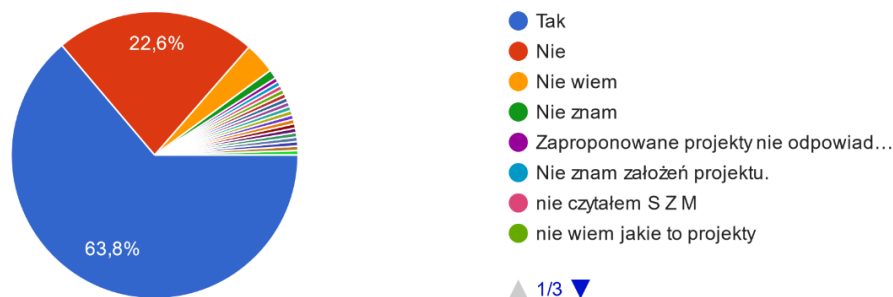 22,6%
63,8%
Tak
Nie
Nie wiem
Nie znam
Zaproponowane projekty nie odpowiad…
Nie znam założeń projektu.
nie czytałem S Z M
nie wiem jakie to projekty
1/3